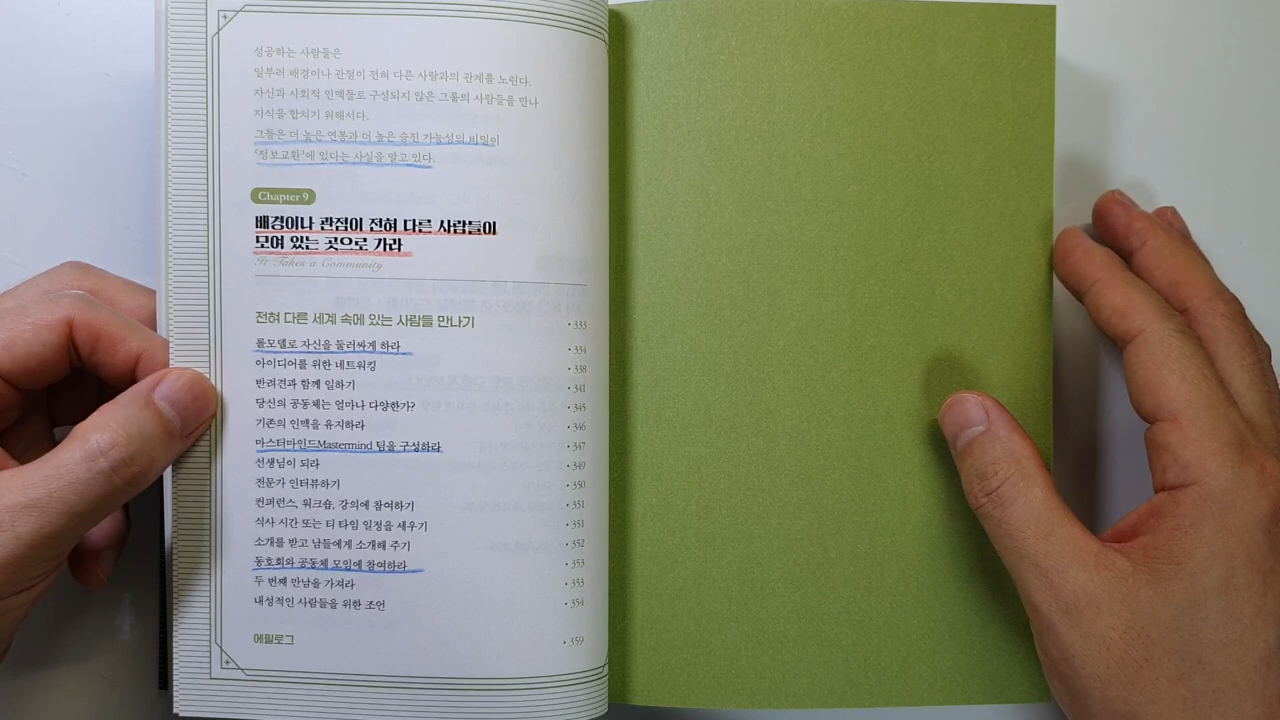 성공하는 사람들은
일부러 배경이나 관점이 전혀 다른 사람과의 관계를 노린다.
자신과 사회적 인맥들로 구성되지 않은 그룹의 사람들을 만나
지식을 합치기 위해서다.
그들은 더 높은 연봉과 더 높은 승진 가능성의 비밀이
'정보교환'에 있다는 사실을 알고 있다.
Chapter 9
배경이나 관점이 전혀 다른 사람들이
모여 있는 곳으로 가라
It Takes a Community
전혀 다른 세계 속에 있는 사람들 만나기 • 333
롤모델로 자신을 둘러싸게 하라 • 334
아이디어를 위한 네트워킹 • 338
반려견과 함께 일하기 • 341
당신의 공동체는 얼마나 다양한가? • 345
기존의 인맥을 유지하라 • 346
마스터마인드Mastermind 팀을 구성하라 • 347
선생님이 되라 • 349
전문가 인터뷰하기 • 350
컨퍼런스, 워크숍, 강의에 참여하기 • 351
식사 시간 또는 티 타임 일정을 세우기 • 351
소개를 받고 남들에게 소개해 주기 • 352
동호회와 공동체 모임에 참여하라 • 353
두 번째 만남을 가져라 • 353
내성적인 사람들을 위한 조언 • 354
에필로그 • 359